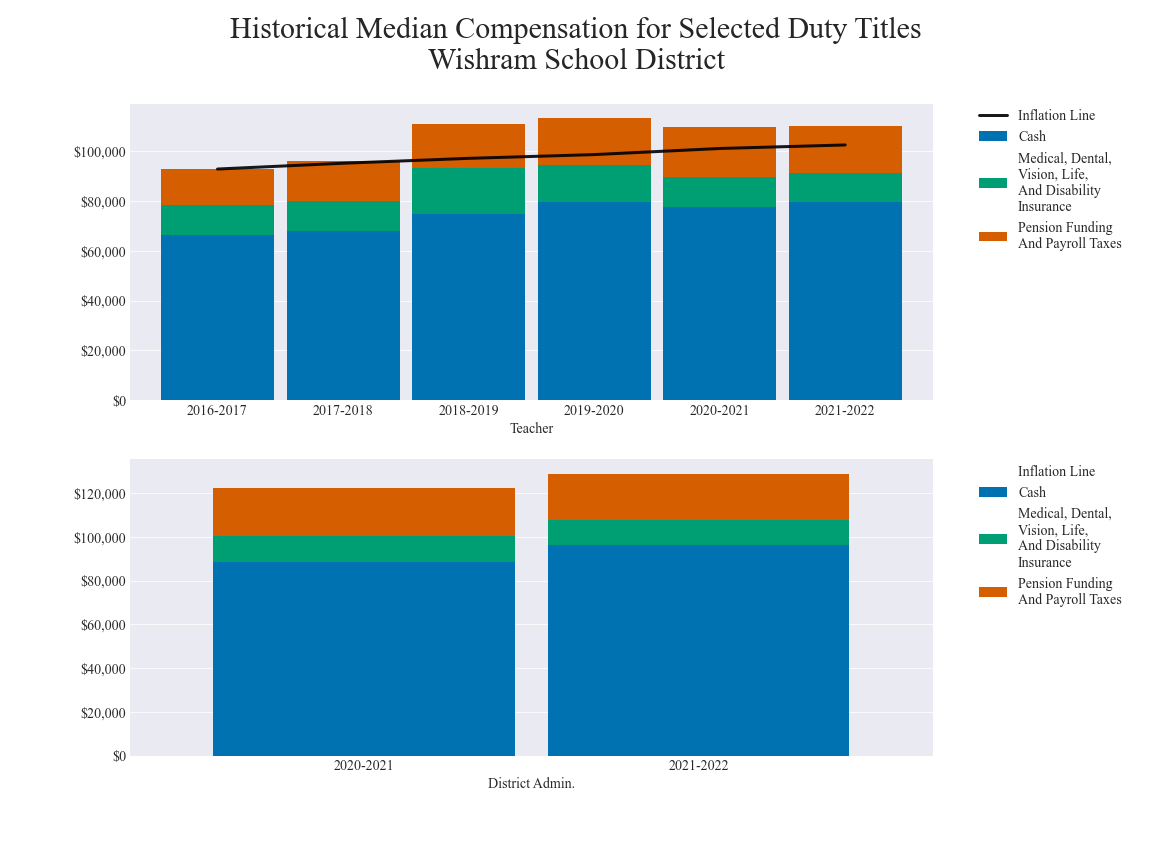 Historical Median Compensation for Selected Duty Titles
Wishram School District
$100,000
$80,000
$60,000
$40,000
$20,000
$0
2016-2017
2017-2018
2018-2019
2019-2020
2020-2021
2021-2022
Teacher
Inflation Line
Cash
Medical, Dental,
Vision, Life,
And Disability
Insurance
Pension Funding
And Payroll Taxes
$120,000
$100,000
$80,000
$60,000
$40,000
$20,000
$0
2020-2021
2021-2022
District Admin.
Inflation Line
Cash
Medical, Dental,
Vision, Life,
And Disability
Insurance
Pension Funding
And Payroll Taxes